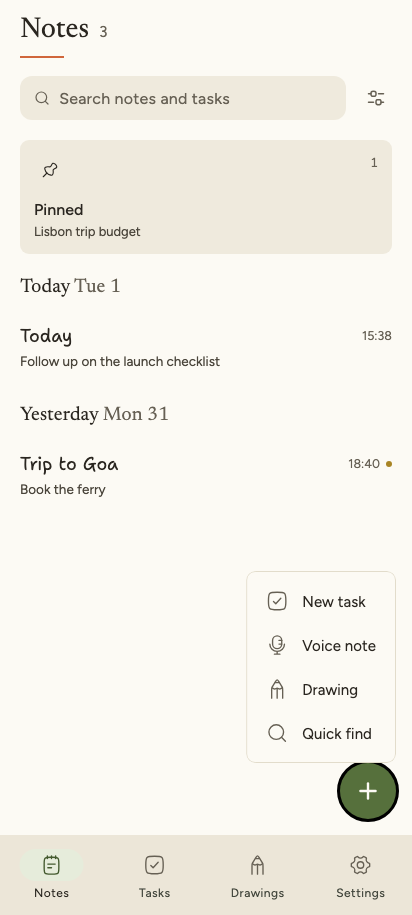 Notes 3
Search notes and tasks
1
Pinned
Lisbon trip budget
Today Tue 1
Today 15:38
Follow up on the launch checklist
Yesterday Mon 31
Trip to Goa 18:40
Book the ferry
New task
Voice note
Drawing
Quick find
Notes Tasks Drawings Settings